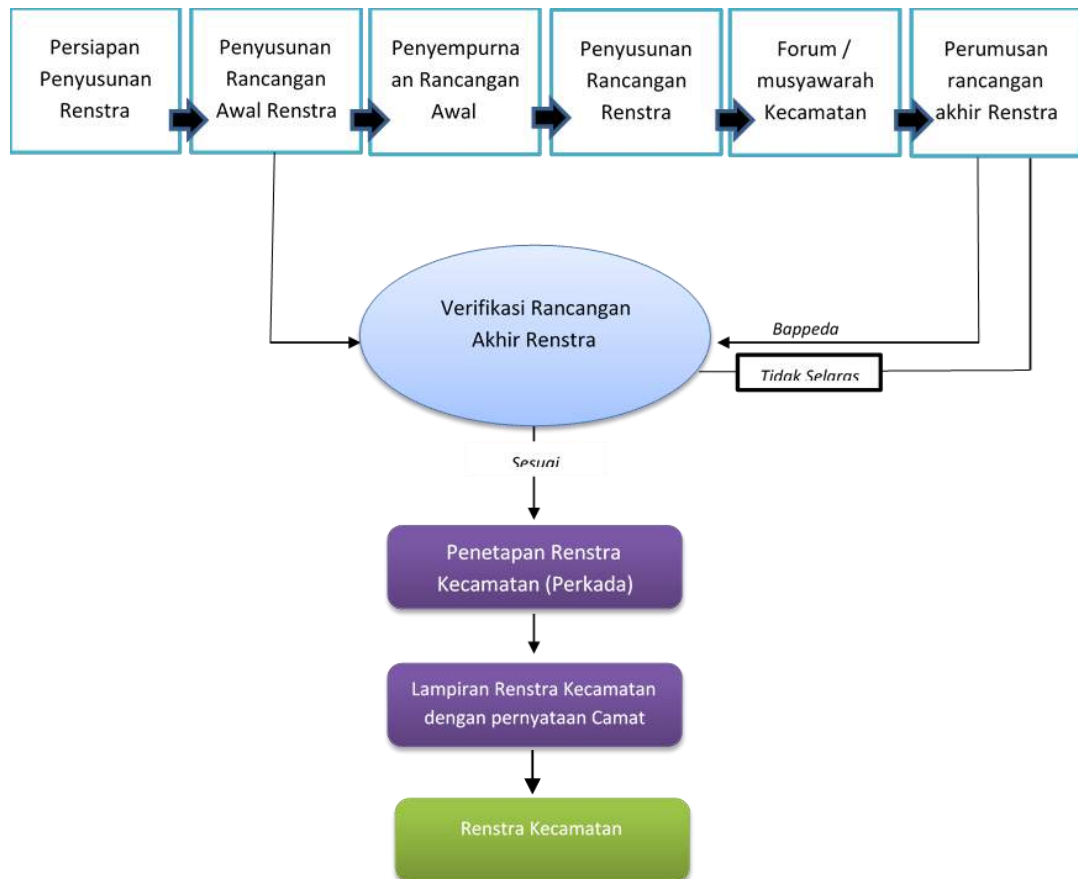 Persiapan
Penyusunan
Renstra
Penyusunan
Rancangan
Awal Renstra
Penyempurna
an Rancangan
Awal
Penyusunan
Rancangan
Renstra
Forum /
musyawarah
Kecamatan
Perumusan
rancangan
akhir Renstra
Verifikasi Rancangan
Akhir Renstra
Bappeda
Tidak Selaras
Sesuai
Penetapan Renstra
Kecamatan (Perkada)
Lampiran Renstra Kecamatan
dengan pernyataan Camat
Renstra Kecamatan